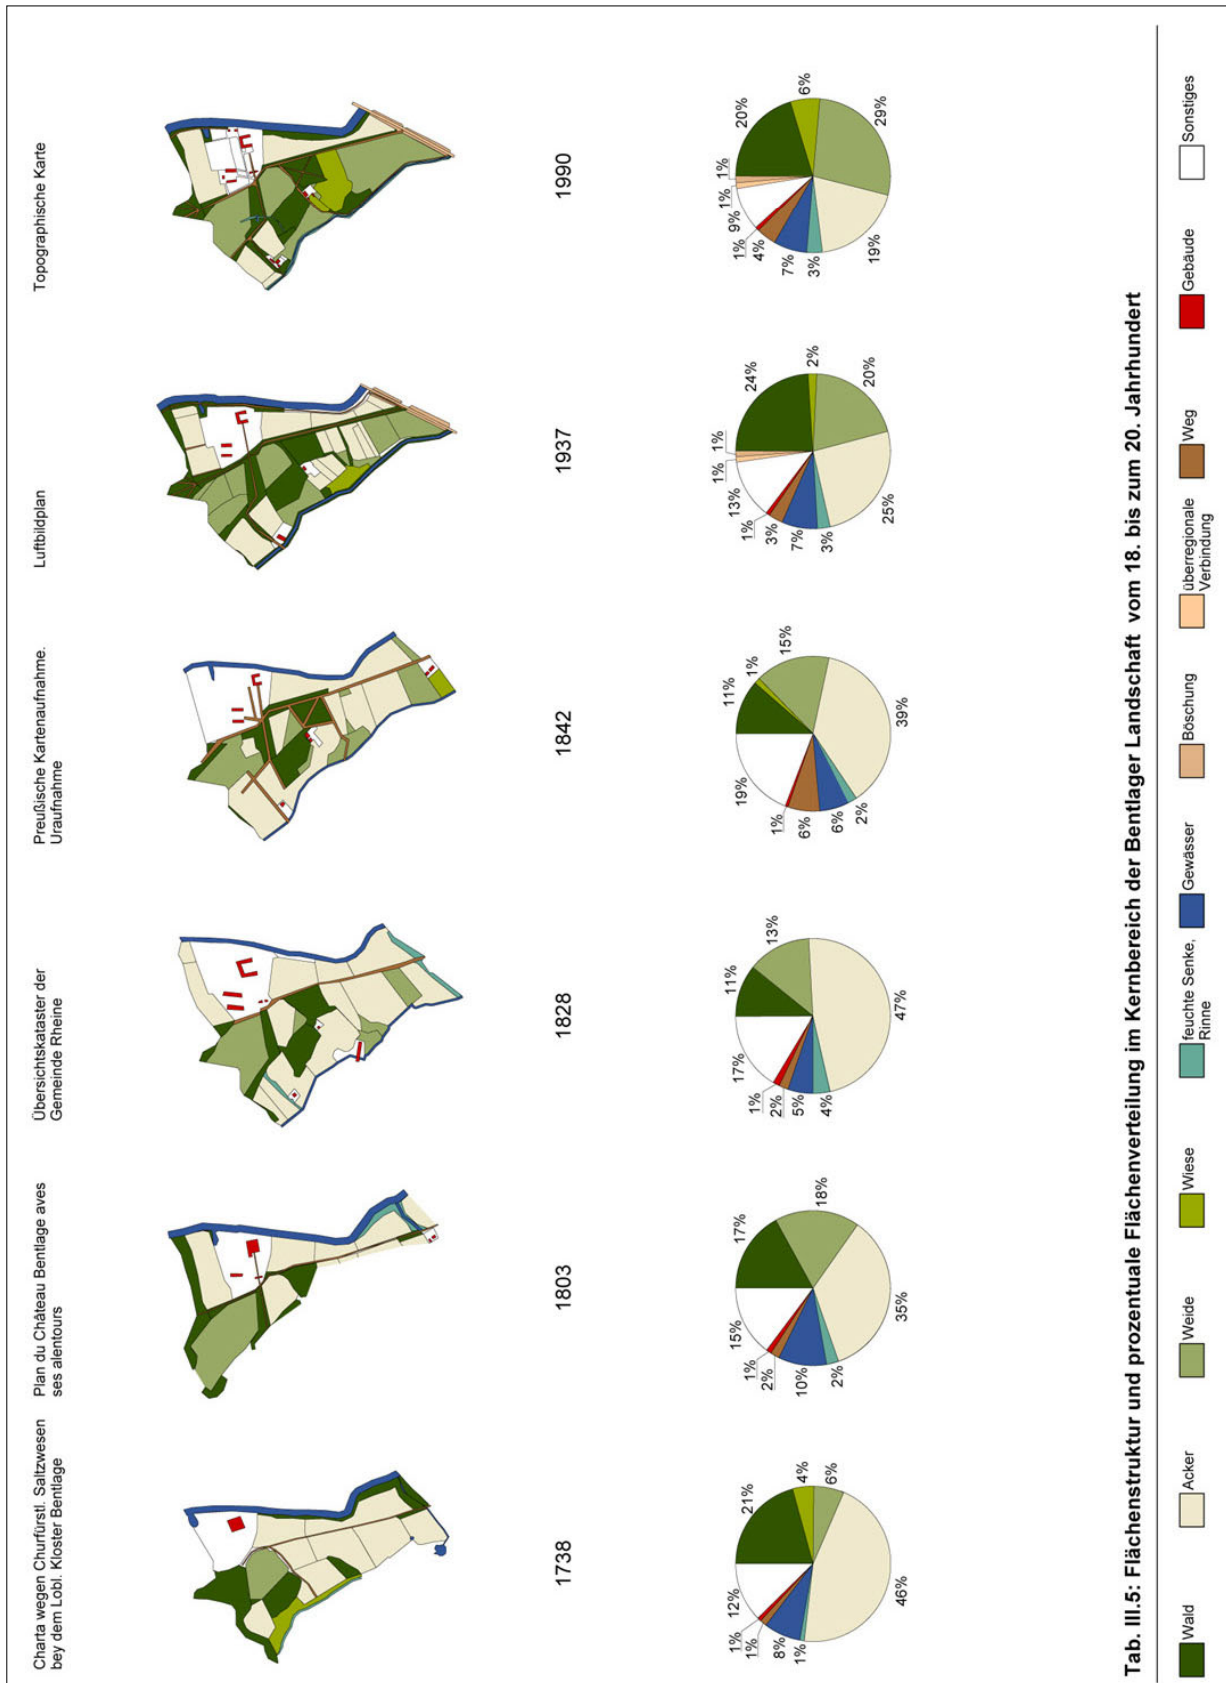 Charta wegen Churfürstl. Saltzwesen
bey dem Lobl. Kloster Bentlage
Plan du Château Bentlage aves
ses alentours
Übersichtskataster der
Gemeinde Rheine
Preußische Kartenaufnahme.
Uraufnahme
Luftbildplan
Topographische Karte
1738
1803
1828
1842
1937
1990
21%
4%
6%
46%
1%
8%
1%
1%
12%
17%
18%
35%
2%
10%
2%
1%
15%
11%
13%
47%
4%
5%
2%
1%
17%
11%
1%
15%
39%
2%
6%
6%
1%
19%
24%
2%
20%
25%
3%
7%
3%
1%
13%
1%
1%
20%
6%
29%
19%
3%
7%
4%
1%
9%
1%
1%
Tab. III.5: Flächenstruktur und prozentuale Flächenverteilung im Kernbereich der Bentlager Landschaft vom 18. bis zum 20. Jahrhundert
Wald
Acker
Weide
Wiese
feuchte Senke,
Rinne
Gewässer
Böschung
überregionale
Verbindung
Weg
Gebäude
Sonstiges